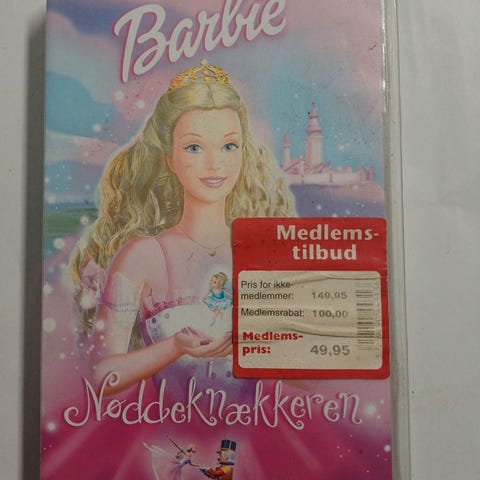 Barbie
Medlems-
tilbud
Pris for ikke-
medlemmer: 149,95
Medlemsrabat: 100,00
Medlems-
pris: 49,95
i
Nøddeknækkeren